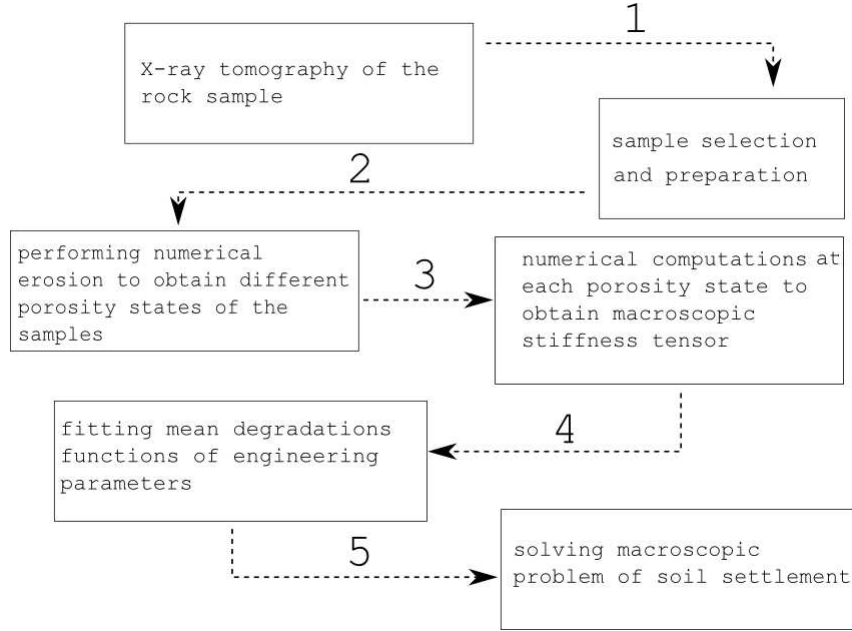 1
X-ray tomography of the
rock sample
sample selection
and preparation
2
performing numerical
erosion to obtain different
porosity states of the
samples
3
numerical computations at
each porosity state to
obtain macroscopic
stiffness tensor
4
fitting mean degradations
functions of engineering
parameters
5
solving macroscopic
problem of soil settlement